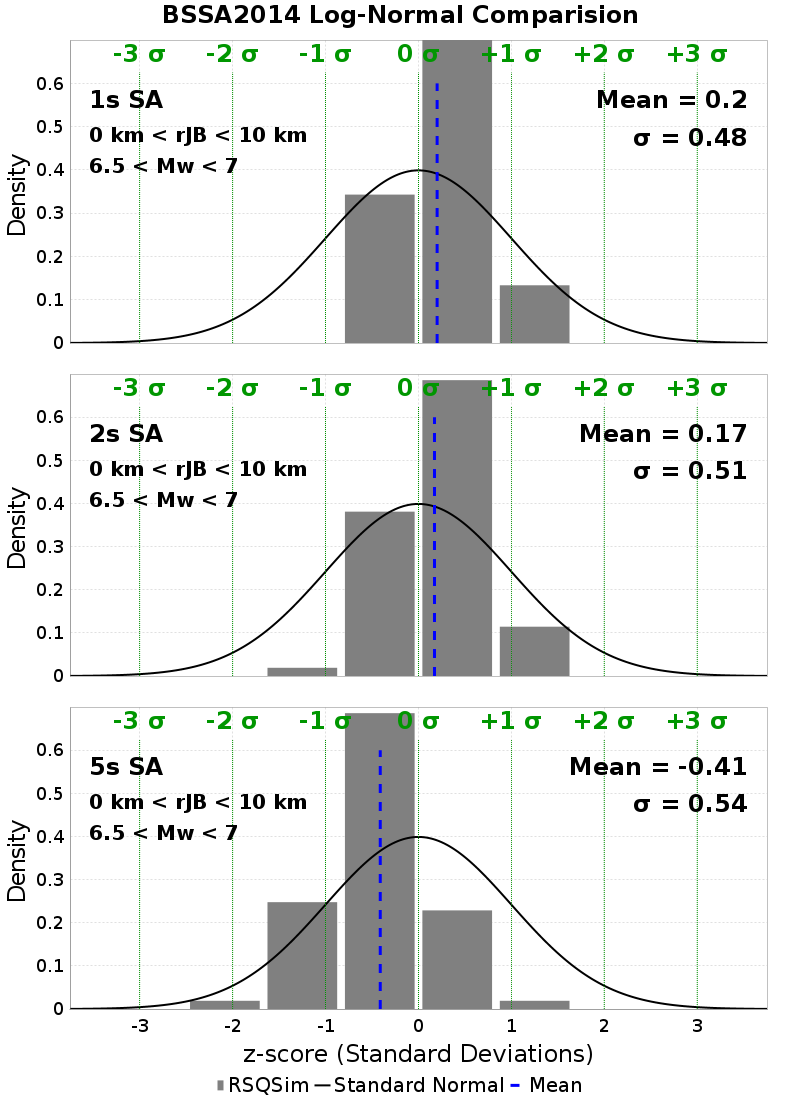 BSSA2014 Log-Normal Comparision
-3 σ -2 σ -1 σ 0 σ +1 σ +2 σ +3 σ
1s SA
0 km < rJB < 10 km
6.5 < Mw < 7
Mean = 0.2
σ = 0.48
Density
0.6
0.5
0.4
0.3
0.2
0.1
0
-3 σ -2 σ -1 σ 0 σ +1 σ +2 σ +3 σ
2s SA
0 km < rJB < 10 km
6.5 < Mw < 7
Mean = 0.17
σ = 0.51
Density
0.6
0.5
0.4
0.3
0.2
0.1
0
-3 σ -2 σ -1 σ 0 σ +1 σ +2 σ +3 σ
5s SA
0 km < rJB < 10 km
6.5 < Mw < 7
Mean = -0.41
σ = 0.54
Density
0.6
0.5
0.4
0.3
0.2
0.1
0
-3 -2 -1 0 1 2 3
z-score (Standard Deviations)
RSQSim Standard Normal Mean